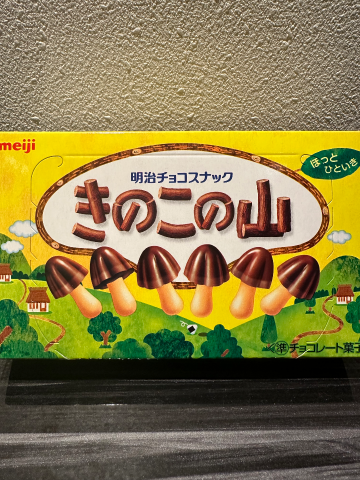 meiji
ほっと
ひといき
明治チョコスナック
きのこの山
準チョコレート菓子